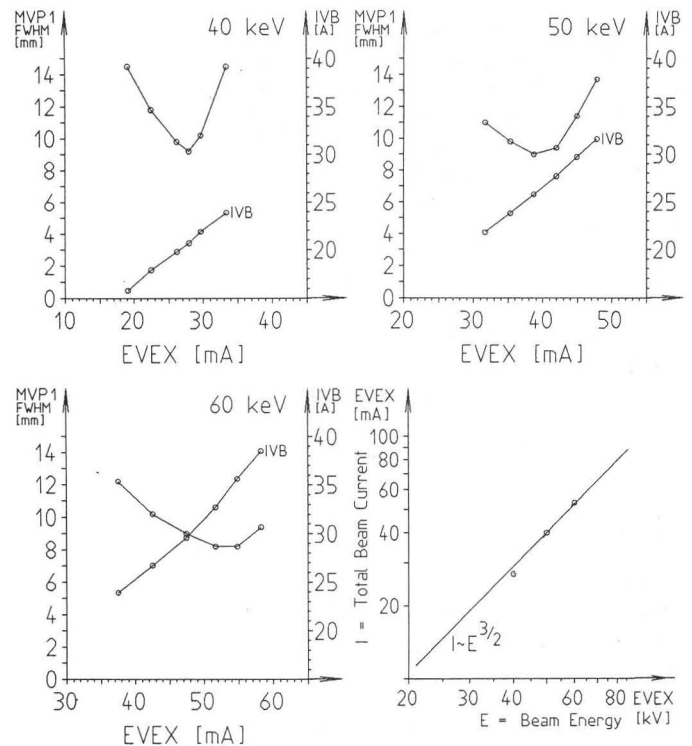 MVP1
FWHM
[mm]
40 keV
IVB
[A]
14
12
10
8
6
4
2
0
40
35
30
25
20
IVB
10
20
30
40
EVEX [mA]
MVP1
FWHM
[mm]
50 keV
IVB
[A]
14
12
10
8
6
4
2
0
40
35
30
25
20
IVB
20
30
40
50
EVEX [mA]
MVP1
FWHM
[mm]
60 keV
IVB
[A]
14
12
10
8
6
4
2
0
40
35
30
25
20
IVB
30
40
50
60
EVEX [mA]
EVEX
[mA]
100
80
60
40
20
I = Total Beam Current
I~E^3/2
20
40
60
80
EVEX
[kV]
E = Beam Energy